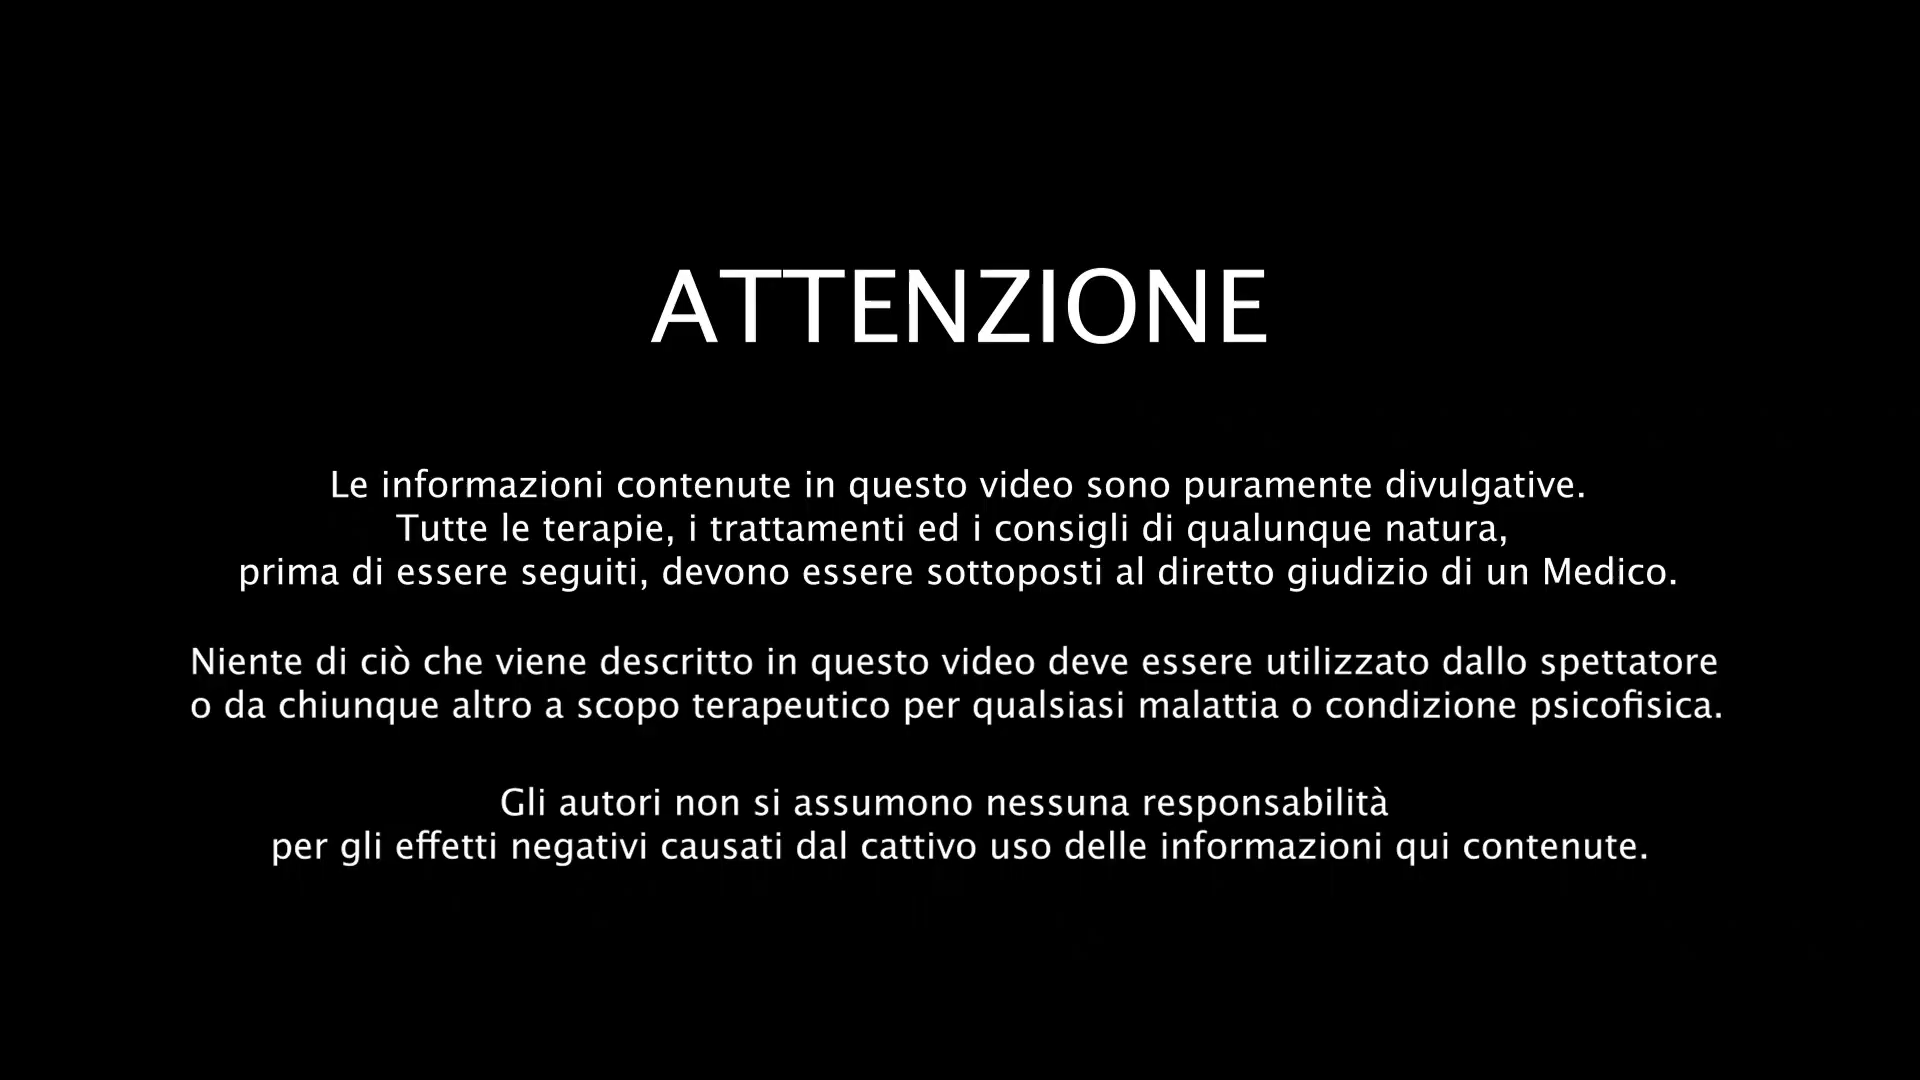 ATTENZIONE
Le informazioni contenute in questo video sono puramente divulgative.
Tutte le terapie, i trattamenti ed i consigli di qualunque natura,
prima di essere seguiti, devono essere sottoposti al diretto giudizio di un Medico.
Niente di ciò che viene descritto in questo video deve essere utilizzato dallo spettatore
o da chiunque altro a scopo terapeutico per qualsiasi malattia o condizione psicofisica.
Gli autori non si assumono nessuna responsabilità
per gli effetti negativi causati dal cattivo uso delle informazioni qui contenute.